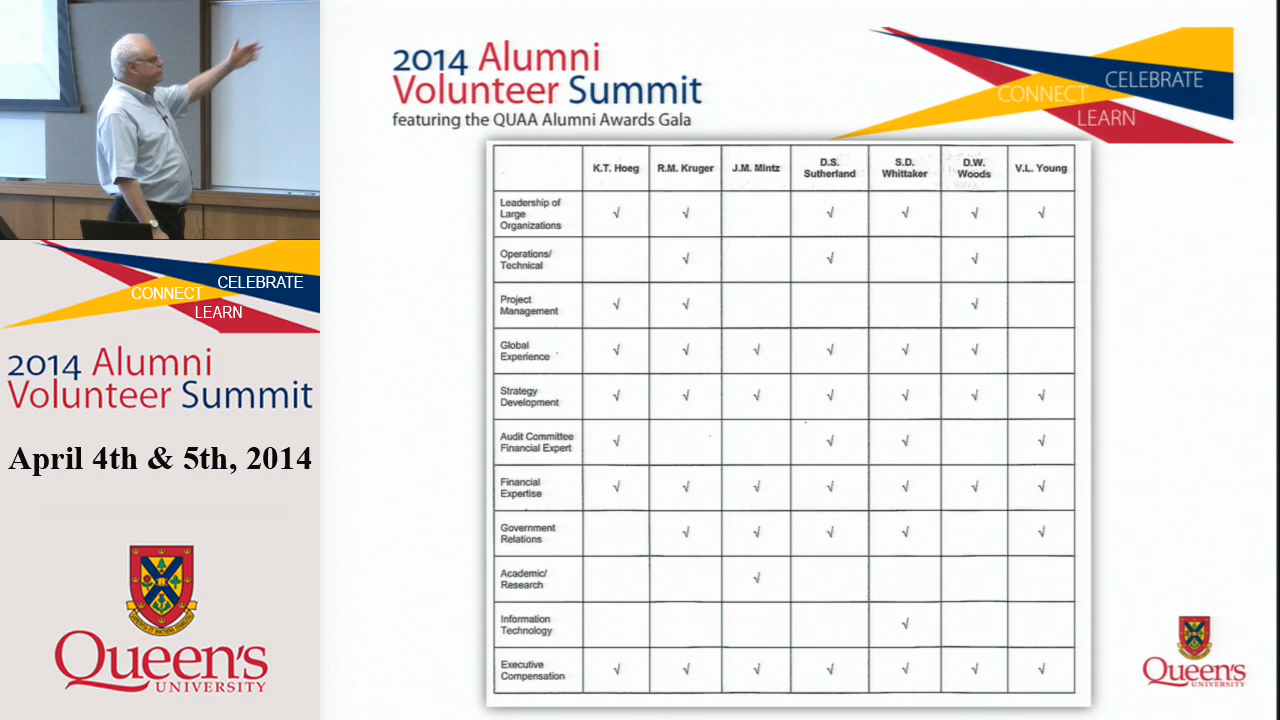 CONNECT
CELEBRATE
LEARN
2014 Alumni
Volunteer Summit
April 4th & 5th, 2014
Queen's
UNIVERSITY
2014 Alumni
Volunteer Summit
featuring the QUAA Alumni Awards Gala
CONNECT
CELEBRATE
LEARN
K.T. Hoeg R.M. Kruger J.M. Mintz D.S. Sutherland S.D. Whittaker D.W. Woods V.L. Young
Leadership of
Large
Organizations √ √ √ √ √ √
Operations/
Technical √ √ √
Project
Management √ √ √
Global
Experience √ √ √ √ √ √
Strategy
Development √ √ √ √ √ √ √
Audit Committee
Financial Expert √ √ √ √
Financial
Expertise √ √ √ √ √ √ √
Government
Relations √ √ √ √ √
Academic/
Research √
Information
Technology √
Executive
Compensation √ √ √ √ √ √ √
Queen's
UNIVERSITY